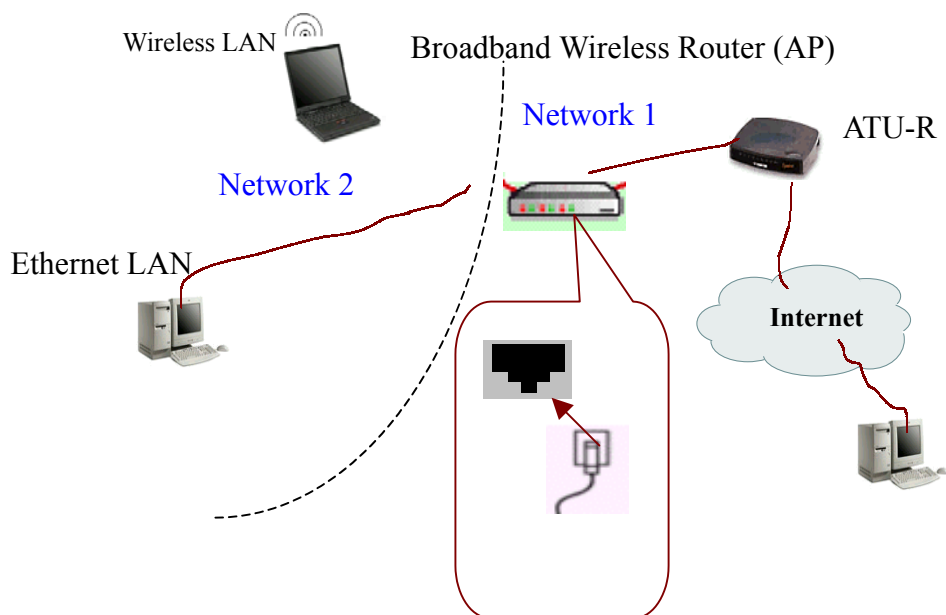 Wireless LAN
Broadband Wireless Router (AP)
Network 1
ATU-R
Network 2
Ethernet LAN
Internet